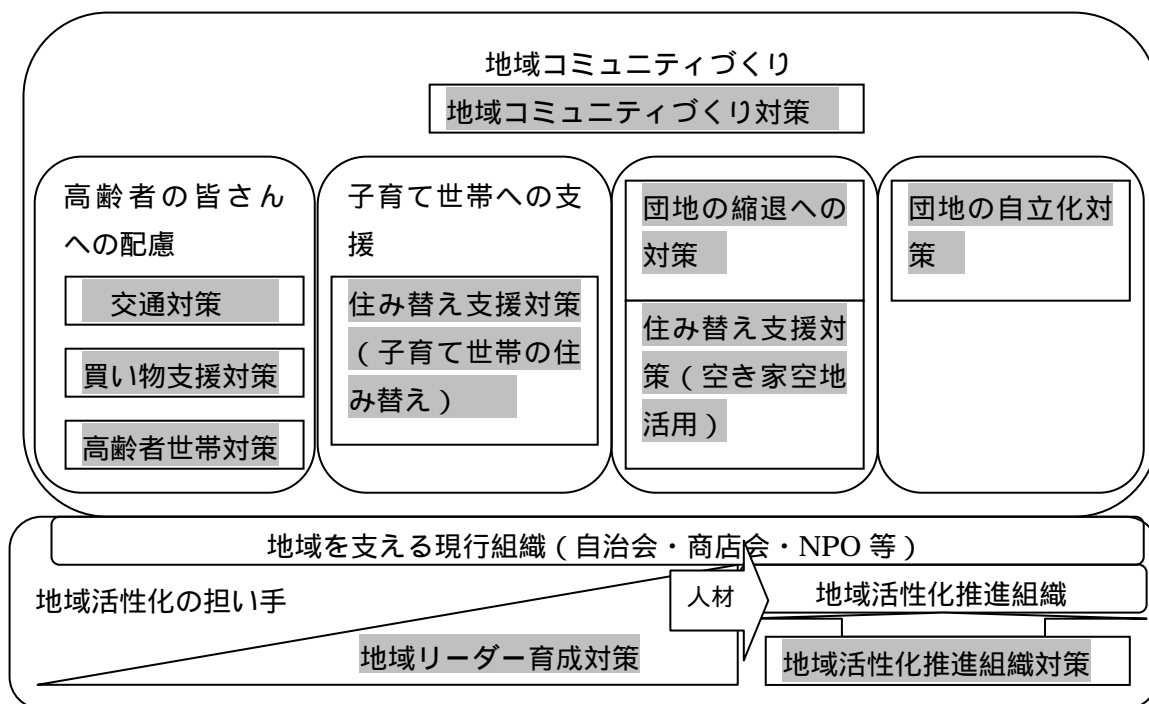 地域コミュニティづくり
地域コミュニティづくり対策
高齢者の皆さん
への配慮
交通対策
買い物支援対策
高齢者世帯対策
子育て世帯への支
援
住み替え支援対策
（子育て世帯の住
み替え）
団地の縮退への
対策
住み替え支援対
策（空き家空地
活用）
団地の自立化対
策
地域を支える現行組織（自治会・商店会・NPO 等）
地域活性化の担い手
人材
地域活性化推進組織
地域リーダー育成対策
地域活性化推進組織対策